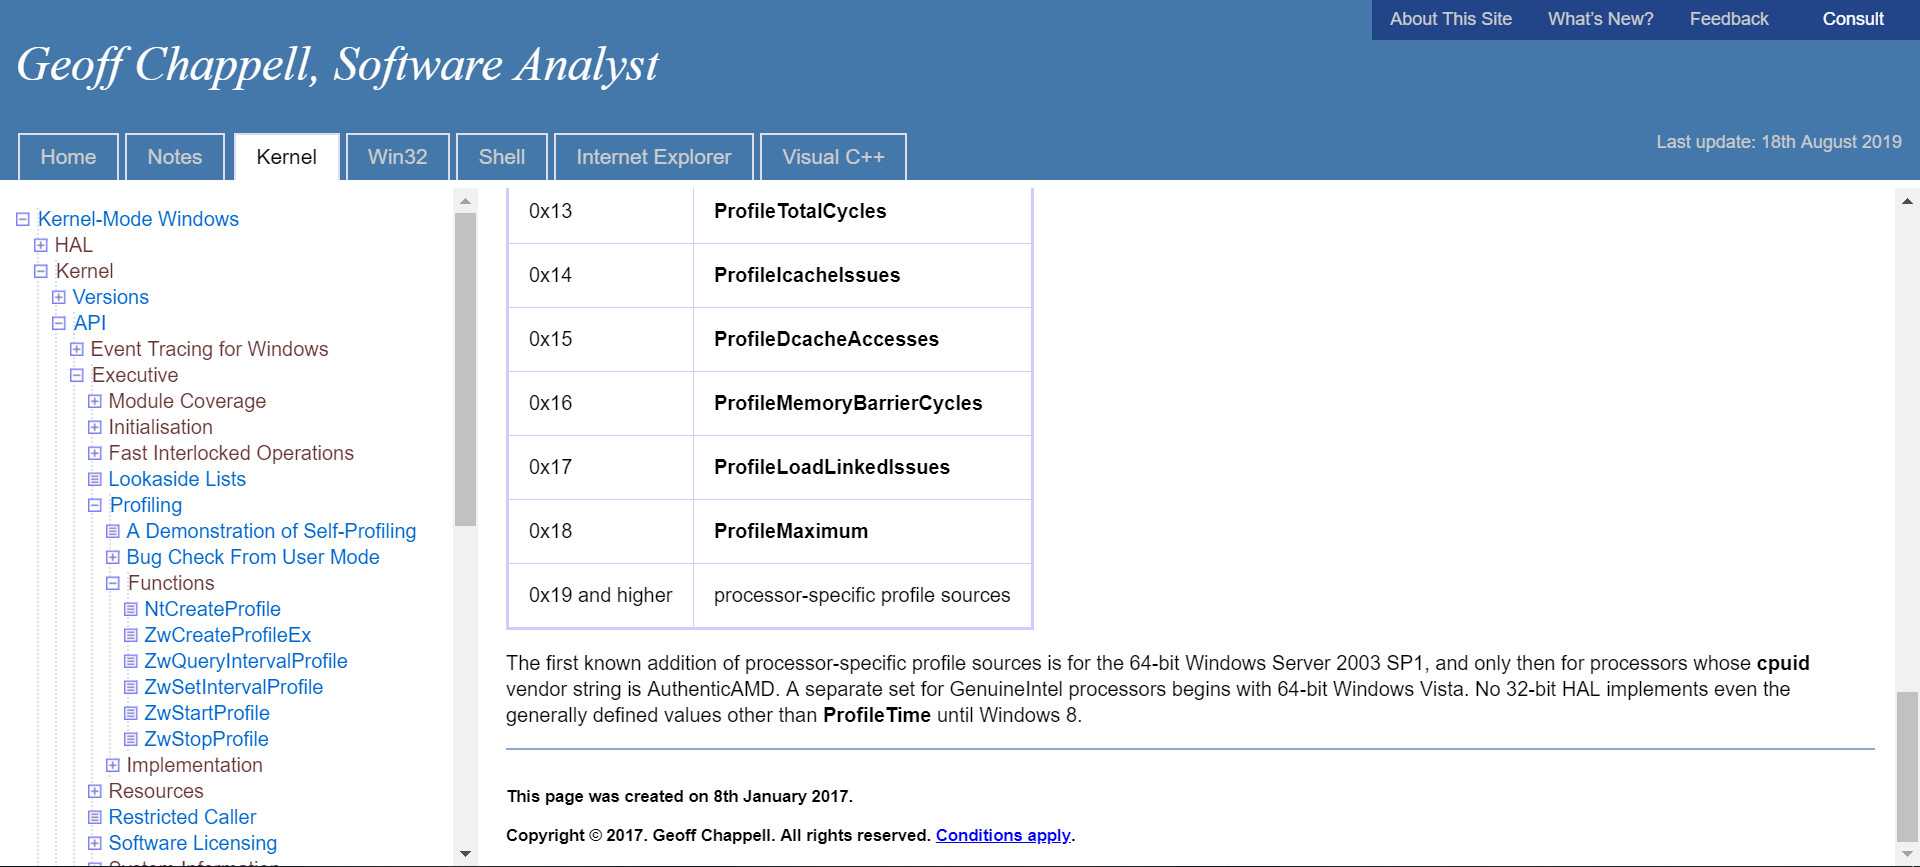 About This Site What's New? Feedback Consult
Geoff Chappell, Software Analyst
Home Notes Kernel Win32 Shell Internet Explorer Visual C++
Last update: 18th August 2019
Kernel-Mode Windows
HAL
Kernel
Versions
API
Event Tracing for Windows
Executive
Module Coverage
Initialisation
Fast Interlocked Operations
Lookaside Lists
Profiling
A Demonstration of Self-Profiling
Bug Check From User Mode
Functions
NtCreateProfile
ZwCreateProfileEx
ZwQueryIntervalProfile
ZwSetIntervalProfile
ZwStartProfile
ZwStopProfile
Implementation
Resources
Restricted Caller
Software Licensing
System Information
0x13 ProfileTotalCycles
0x14 ProfileIcacheIssues
0x15 ProfileDcacheAccesses
0x16 ProfileMemoryBarrierCycles
0x17 ProfileLoadLinkedIssues
0x18 ProfileMaximum
0x19 and higher processor-specific profile sources
The first known addition of processor-specific profile sources is for the 64-bit Windows Server 2003 SP1, and only then for processors whose cpuid
vendor string is AuthenticAMD. A separate set for GenuineIntel processors begins with 64-bit Windows Vista. No 32-bit HAL implements even the
generally defined values other than ProfileTime until Windows 8.
This page was created on 8th January 2017.
Copyright © 2017. Geoff Chappell. All rights reserved. Conditions apply.